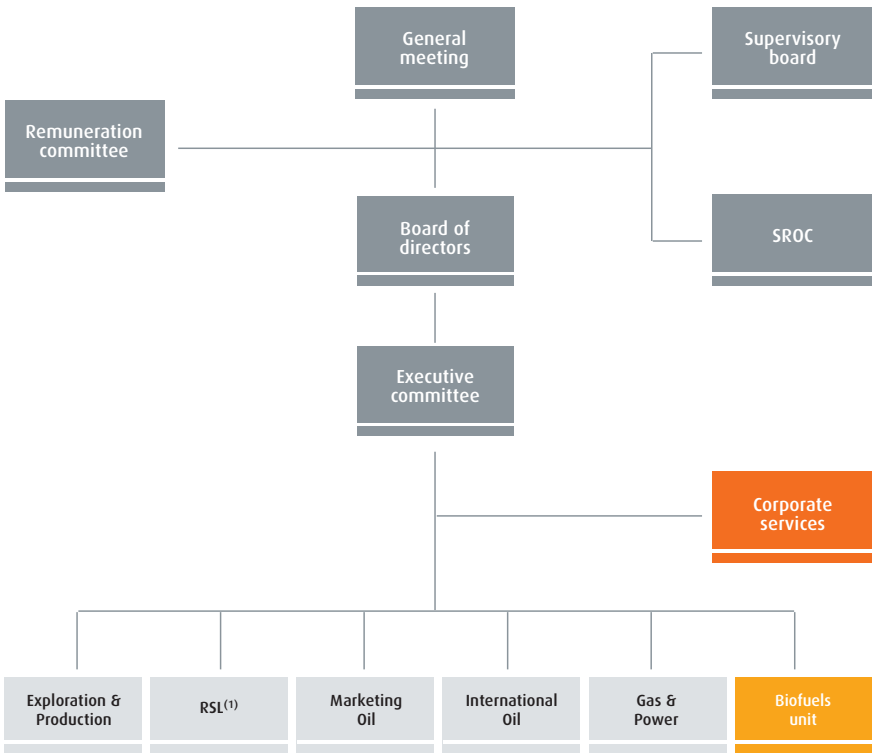 General
meeting
Supervisory
board
Remuneration
committee
Board of
directors
SROC
Executive
committee
Corporate
services
Exploration &
Production
RSL(1)
Marketing
Oil
International
Oil
Gas &
Power
Biofuels
unit